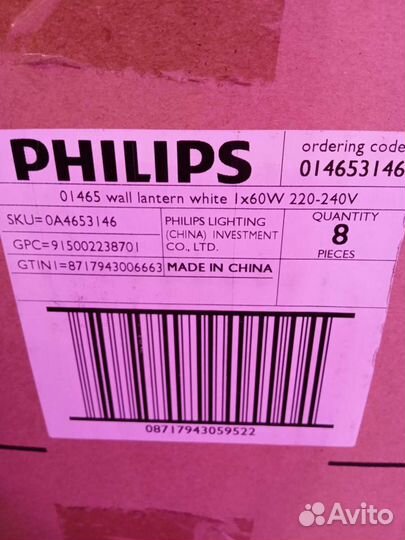 PHILIPS
ordering code
014653146
01465 wall lantern white 1x60W 220-240V
SKU=0A4653146
GPC=915002238701
GTIN1=8717943006663
PHILIPS LIGHTING
(CHINA) INVESTMENT
CO., LTD.
MADE IN CHINA
QUANTITY
8
PIECES
08717943059522
Avito